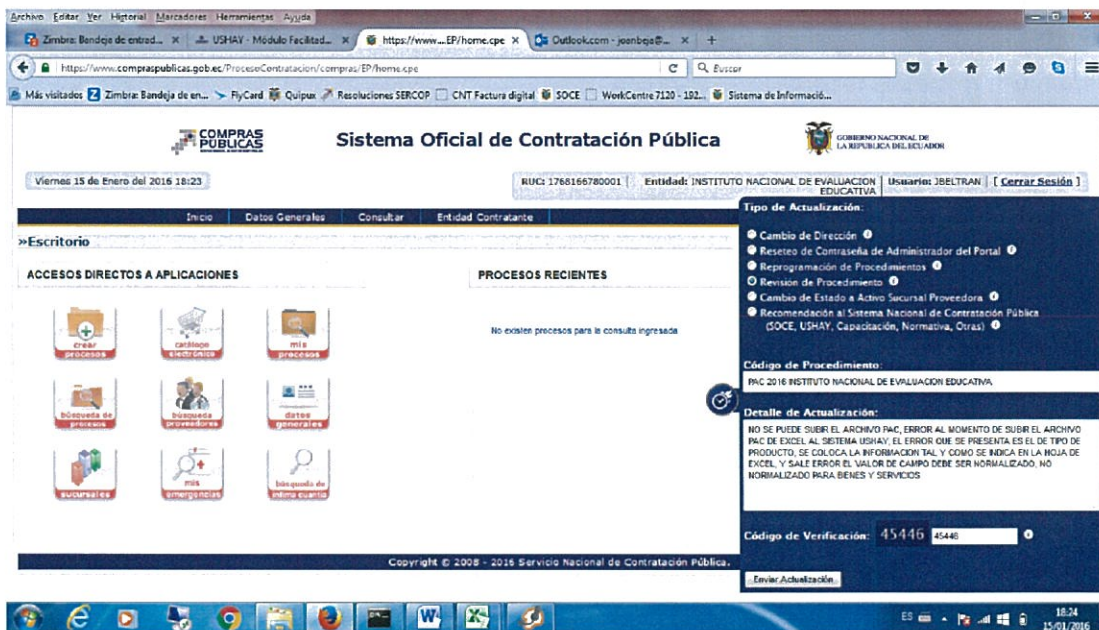 Archivo Editar Ver Historial Marcadores Herramientas Ayuda
Zimbra: Bandeja de entrad... × USHAY - Módulo Facilitad... × https://www....EP/home.cpe × Outlook.com - joanbeja@... × +
https://www.compraspublicas.gob.ec/ProcesoContratacion/compras/EP/home.cpe Buscar
Más visitados Zimbra: Bandeja de en... FlyCard Quipux Resoluciones SERCOP CNT Factura digital SOCE WorkCentre 7120 - 192... Sistema de Informació...
COMPRAS PÚBLICAS
Sistema Oficial de Contratación Pública
GOBIERNO NACIONAL DE
LA REPUBLICA DEL ECUADOR
Viernes 15 de Enero del 2016 18:23
RUC: 1768166780001 | Entidad: INSTITUTO NACIONAL DE EVALUACION EDUCATIVA | Usuario: JBELTRAN | [ Cerrar Sesión ]
Inicio Datos Generales Consultar Entidad Contratante
»Escritorio
ACCESOS DIRECTOS A APLICACIONES
crear procesos
catálogo electrónico
mis procesos
búsqueda de procesos
búsqueda proveedores
datos generales
sucursales
mis emergencias
búsqueda de ínfima cuantía
PROCESOS RECIENTES
No existen procesos para la consulta ingresada
Tipo de Actualización:
Cambio de Dirección
Reseteo de Contraseña de Administrador del Portal
Reprogramación de Procedimientos
Revisión de Procedimiento
Cambio de Estado a Activo Sucursal Proveedora
Recomendación al Sistema Nacional de Contratación Pública
(SOCE, USHAY, Capacitación, Normativa, Otras)
Código de Procedimiento:
PAC 2016 INSTITUTO NACIONAL DE EVALUACION EDUCATIVA
Detalle de Actualización:
NO SE PUEDE SUBIR EL ARCHIVO PAC, ERROR AL MOMENTO DE SUBIR EL ARCHIVO
PAC DE EXCEL AL SISTEMA USHAY, EL ERROR QUE SE PRESENTA ES EL DE TIPO DE
PRODUCTO, SE COLOCA LA INFORMACION TAL Y COMO SE INDICA EN LA HOJA DE
EXCEL, Y SALE ERROR EL VALOR DE CAMPO DEBE SER NORMALIZADO, NO
NORMALIZADO PARA BIENES Y SERVICIOS
Código de Verificación: 45446 45446
Enviar Actualización
Copyright © 2008 - 2016 Servicio Nacional de Contratación Pública.
ES 18:24
15/01/2016